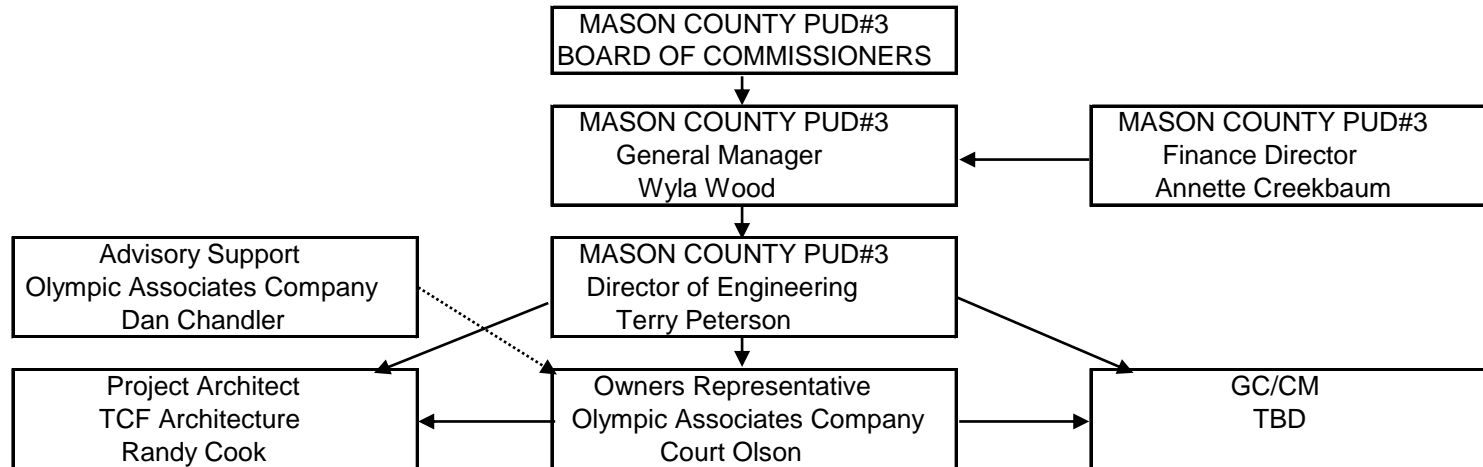 MASON COUNTY PUD#3
BOARD OF COMMISSIONERS
MASON COUNTY PUD#3
General Manager
Wyla Wood
MASON COUNTY PUD#3
Finance Director
Annette Creekbaum
Advisory Support
Olympic Associates Company
Dan Chandler
MASON COUNTY PUD#3
Director of Engineering
Terry Peterson
Project Architect
TCF Architecture
Randy Cook
Owners Representative
Olympic Associates Company
Court Olson
GC/CM
TBD